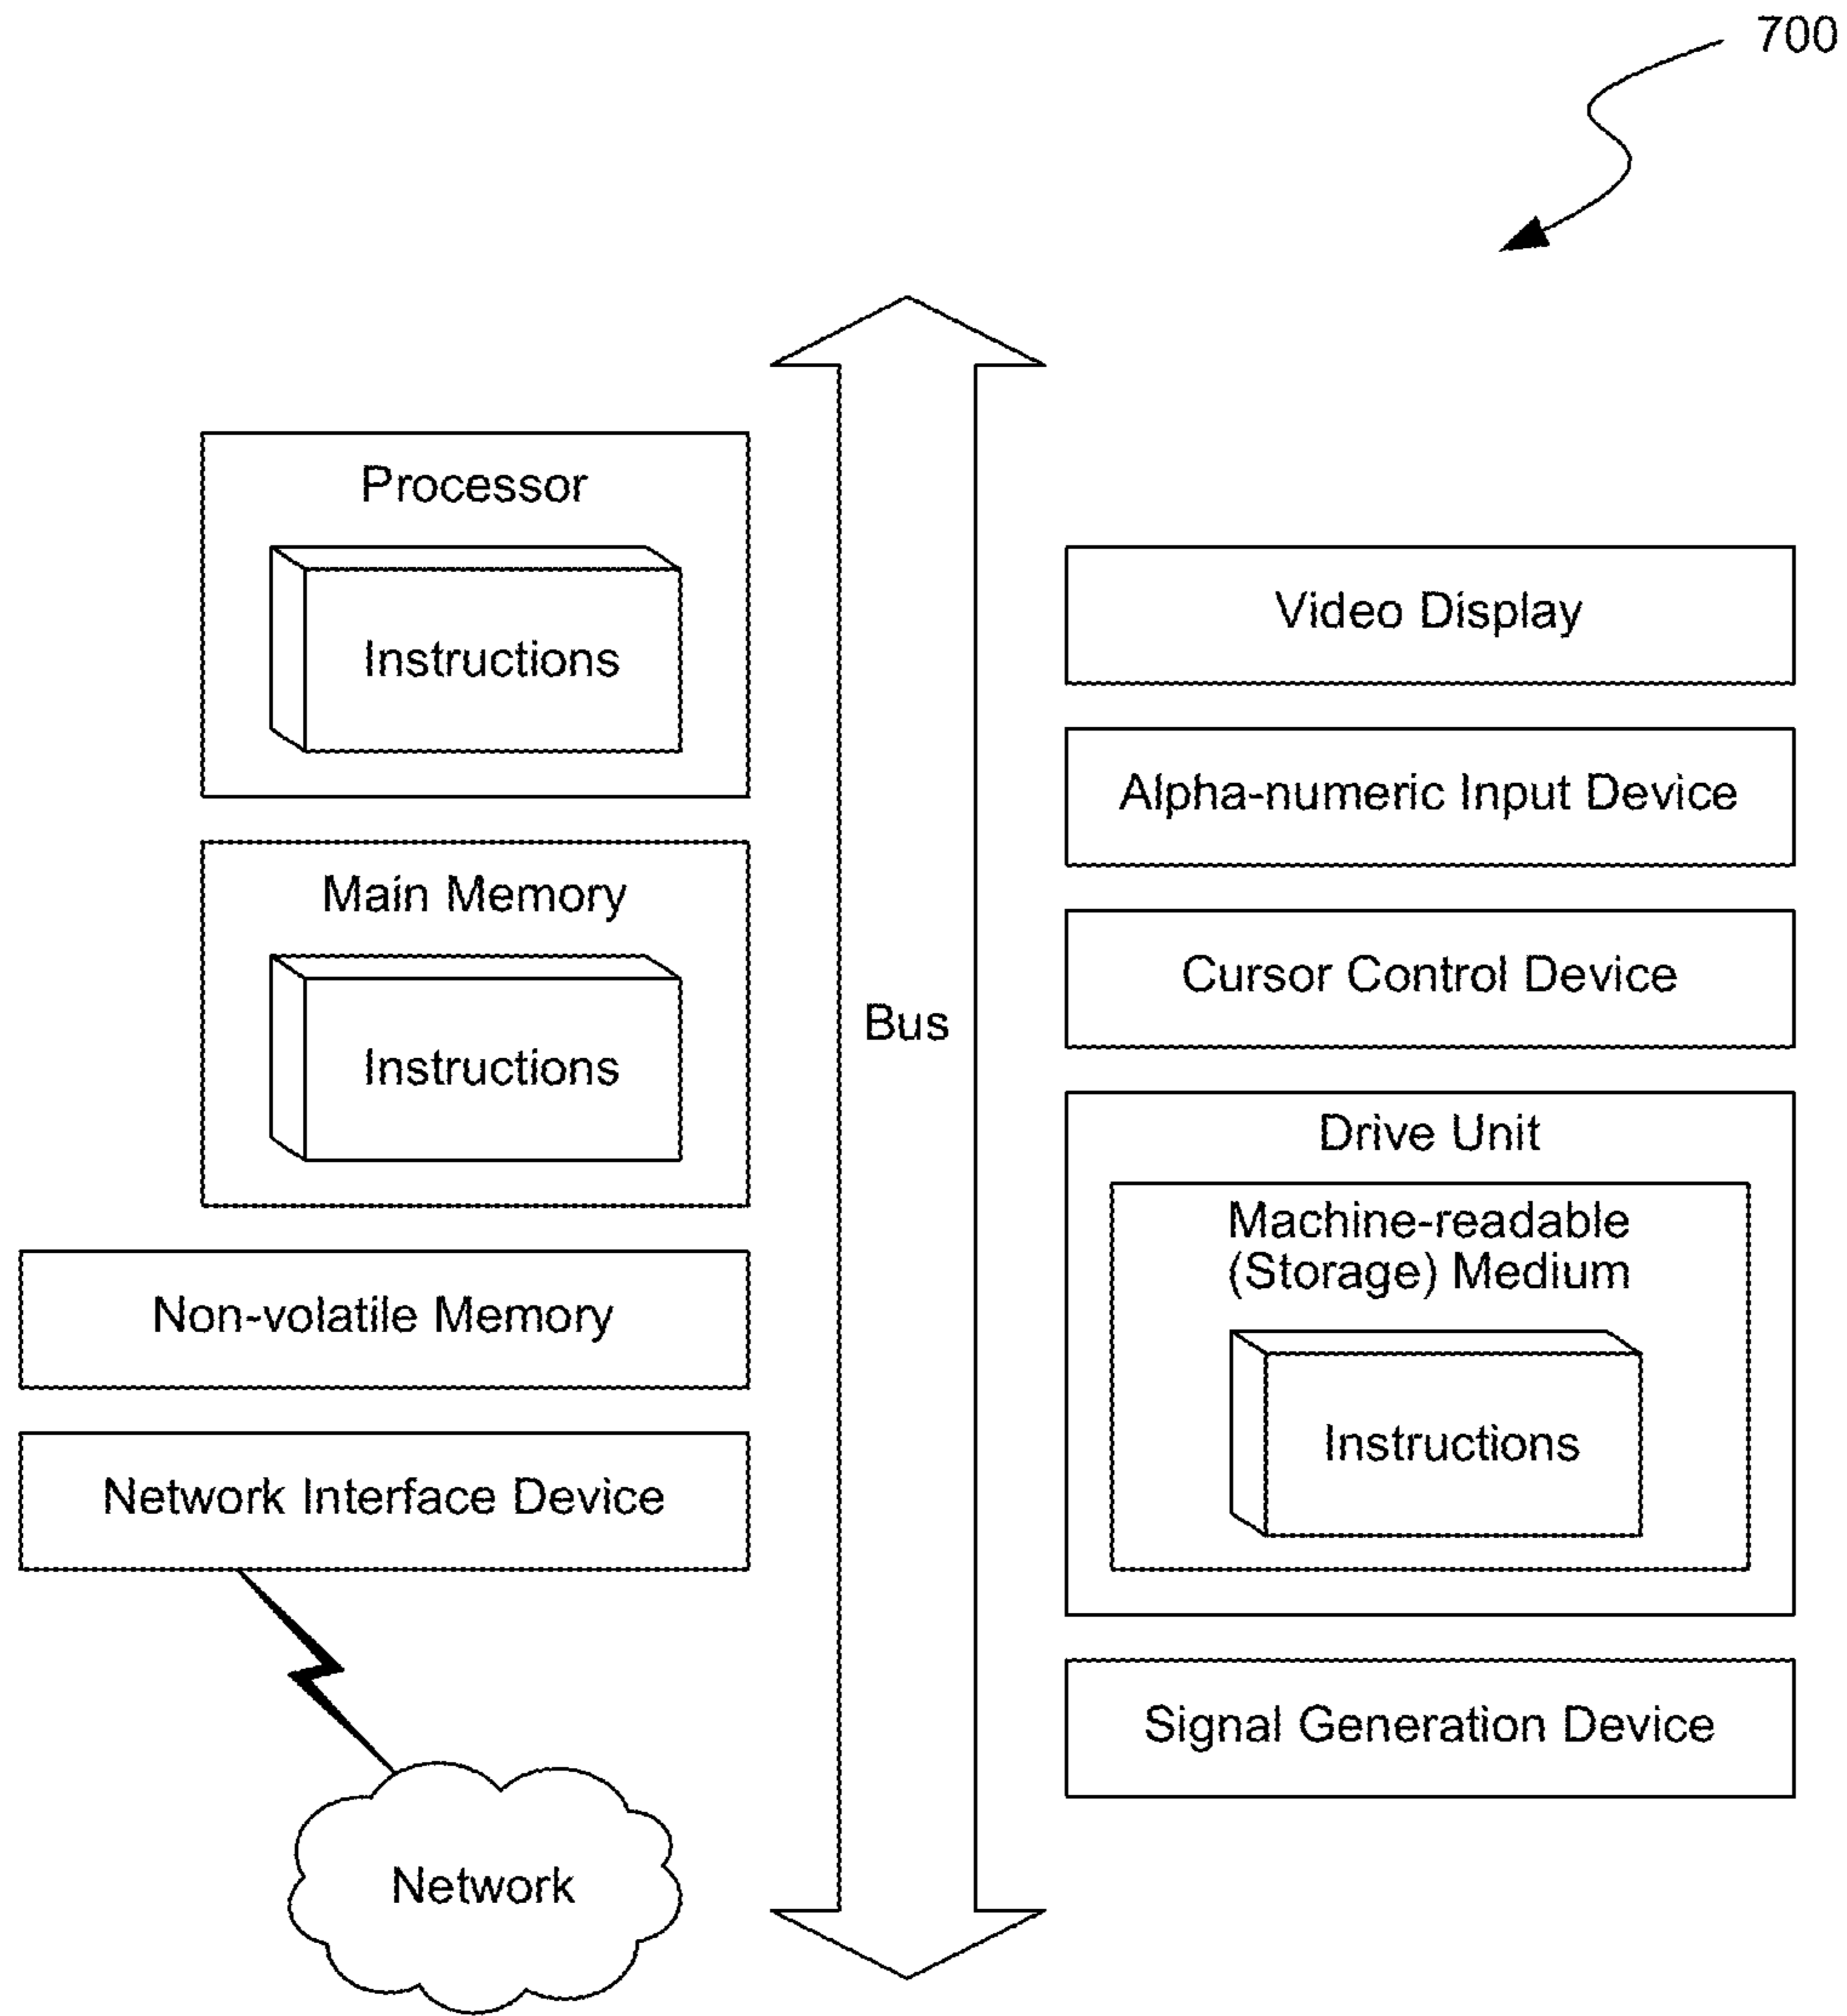 700
Processor
Instructions
Main Memory
Instructions
Non-volatile Memory
Network Interface Device
Network
Bus
Video Display
Alpha-numeric Input Device
Cursor Control Device
Drive Unit
Machine-readable
(Storage) Medium
Instructions
Signal Generation Device